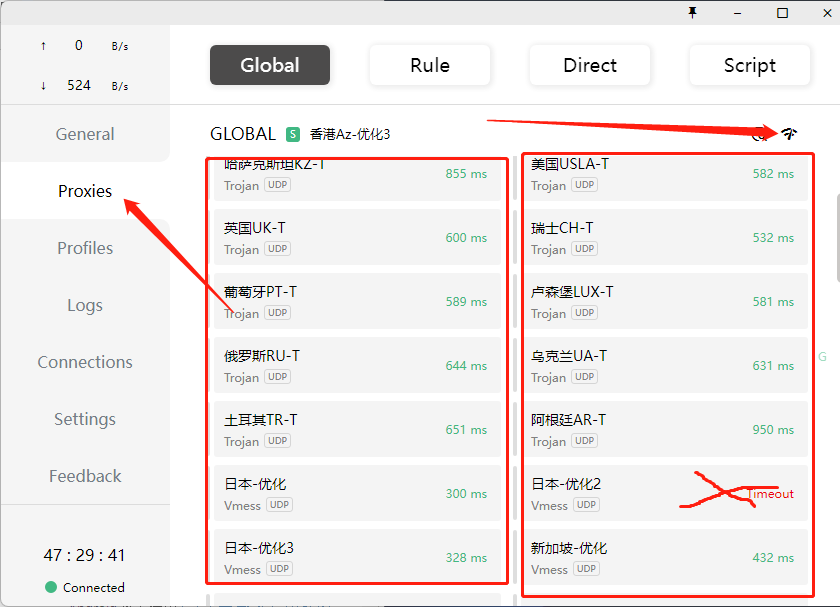 ↑ 0 B/s
↓ 524 B/s
Global Rule Direct Script
General
Proxies
Profiles
Logs
Connections
Settings
Feedback
47 : 29 : 41
Connected
GLOBAL S 香港Az-优化3
哈萨克斯坦KZ-T
Trojan UDP 855 ms
美国USLA-T
Trojan UDP 582 ms
英国UK-T
Trojan UDP 600 ms
瑞士CH-T
Trojan UDP 532 ms
葡萄牙PT-T
Trojan UDP 589 ms
卢森堡LUX-T
Trojan UDP 581 ms
俄罗斯RU-T
Trojan UDP 644 ms
乌克兰UA-T
Trojan UDP 631 ms
土耳其TR-T
Trojan UDP 651 ms
阿根廷AR-T
Trojan UDP 950 ms
日本-优化
Vmess UDP 300 ms
日本-优化2
Vmess UDP Timeout
日本-优化3
Vmess UDP 328 ms
新加坡-优化
Vmess UDP 432 ms
G